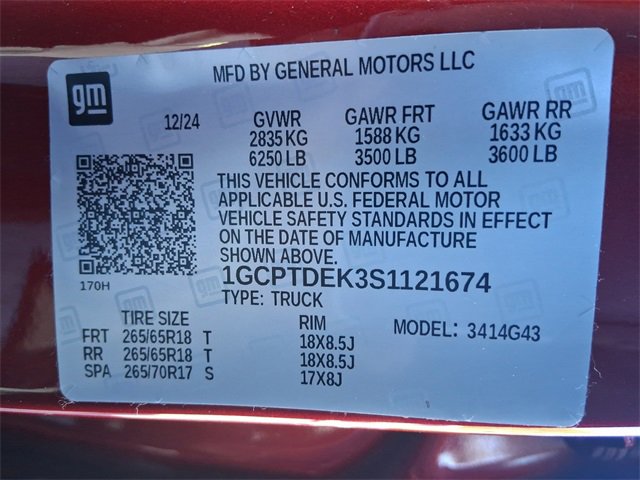 gm
MFD BY GENERAL MOTORS LLC
12/24 GVWR GAWR FRT GAWR RR
2835 KG 1588 KG 1633 KG
6250 LB 3500 LB 3600 LB
THIS VEHICLE CONFORMS TO ALL
APPLICABLE U.S. FEDERAL MOTOR
VEHICLE SAFETY STANDARDS IN EFFECT
ON THE DATE OF MANUFACTURE
SHOWN ABOVE.
170H
1GCPTDEK3S1121674
TYPE: TRUCK
TIRE SIZE RIM MODEL: 3414G43
FRT 265/65R18 T 18X8.5J
RR 265/65R18 T 18X8.5J
SPA 265/70R17 S 17X8J